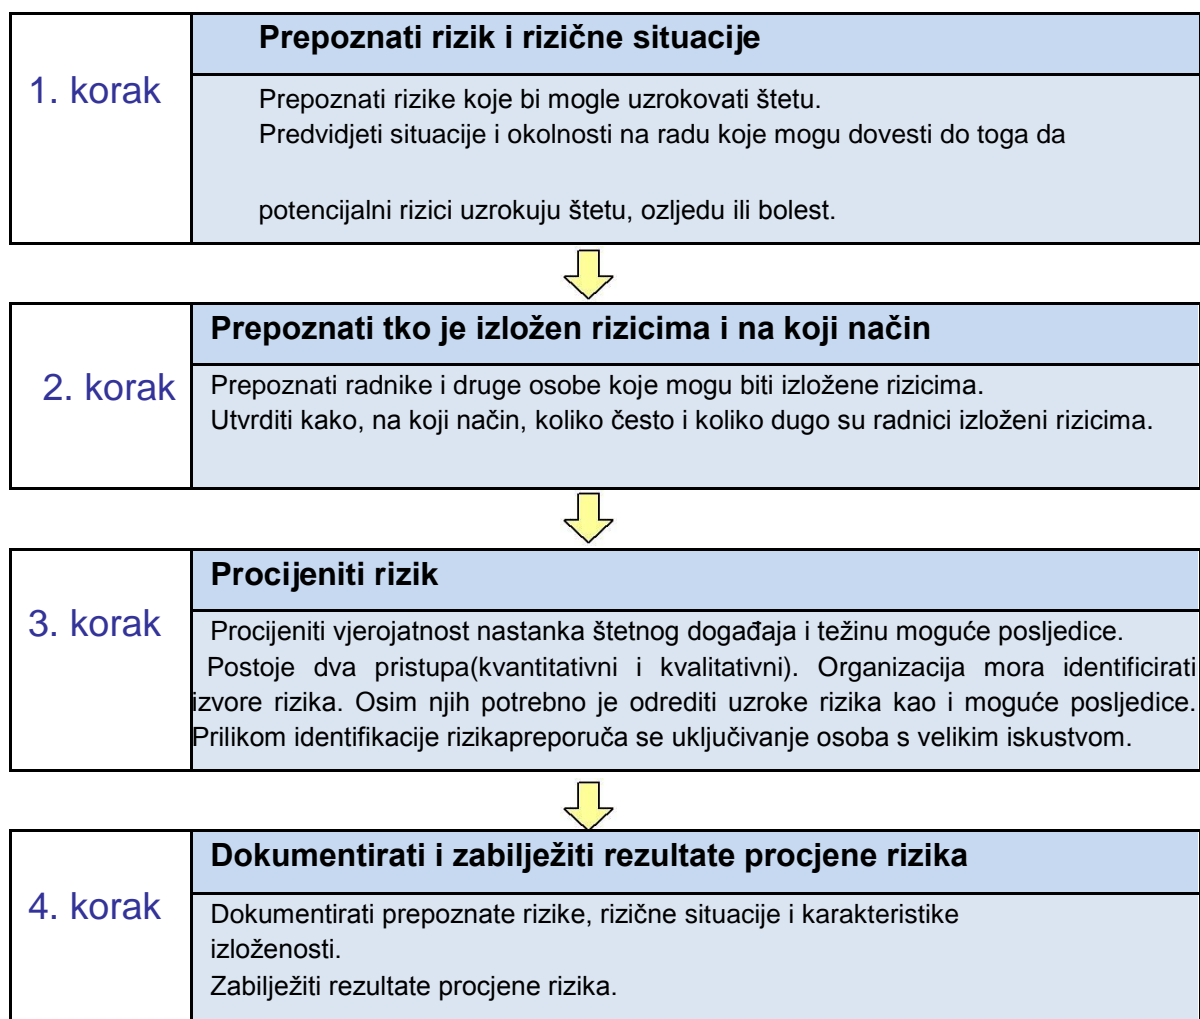 Prepoznati rizik i rizične situacije
1. korak
Prepoznati rizike koje bi mogle uzrokovati štetu.
Predvidjeti situacije i okolnosti na radu koje mogu dovesti do toga da
potencijalni rizici uzrokuju štetu, ozljedu ili bolest.
Prepoznati tko je izložen rizicima i na koji način
2. korak
Prepoznati radnike i druge osobe koje mogu biti izložene rizicima.
Utvrditi kako, na koji način, koliko često i koliko dugo su radnici izloženi rizicima.
Procijeniti rizik
3. korak
Procijeniti vjerojatnost nastanka štetnog događaja i težinu moguće posljedice.
Postoje dva pristupa(kvantitativni i kvalitativni). Organizacija mora identificirati
izvore rizika. Osim njih potrebno je odrediti uzroke rizika kao i moguće posljedice.
Prilikom identifikacije rizikapreporuča se uključivanje osoba s velikim iskustvom.
Dokumentirati i zabilježiti rezultate procjene rizika
4. korak
Dokumentirati prepoznate rizike, rizične situacije i karakteristike
izloženosti.
Zabilježiti rezultate procjene rizika.